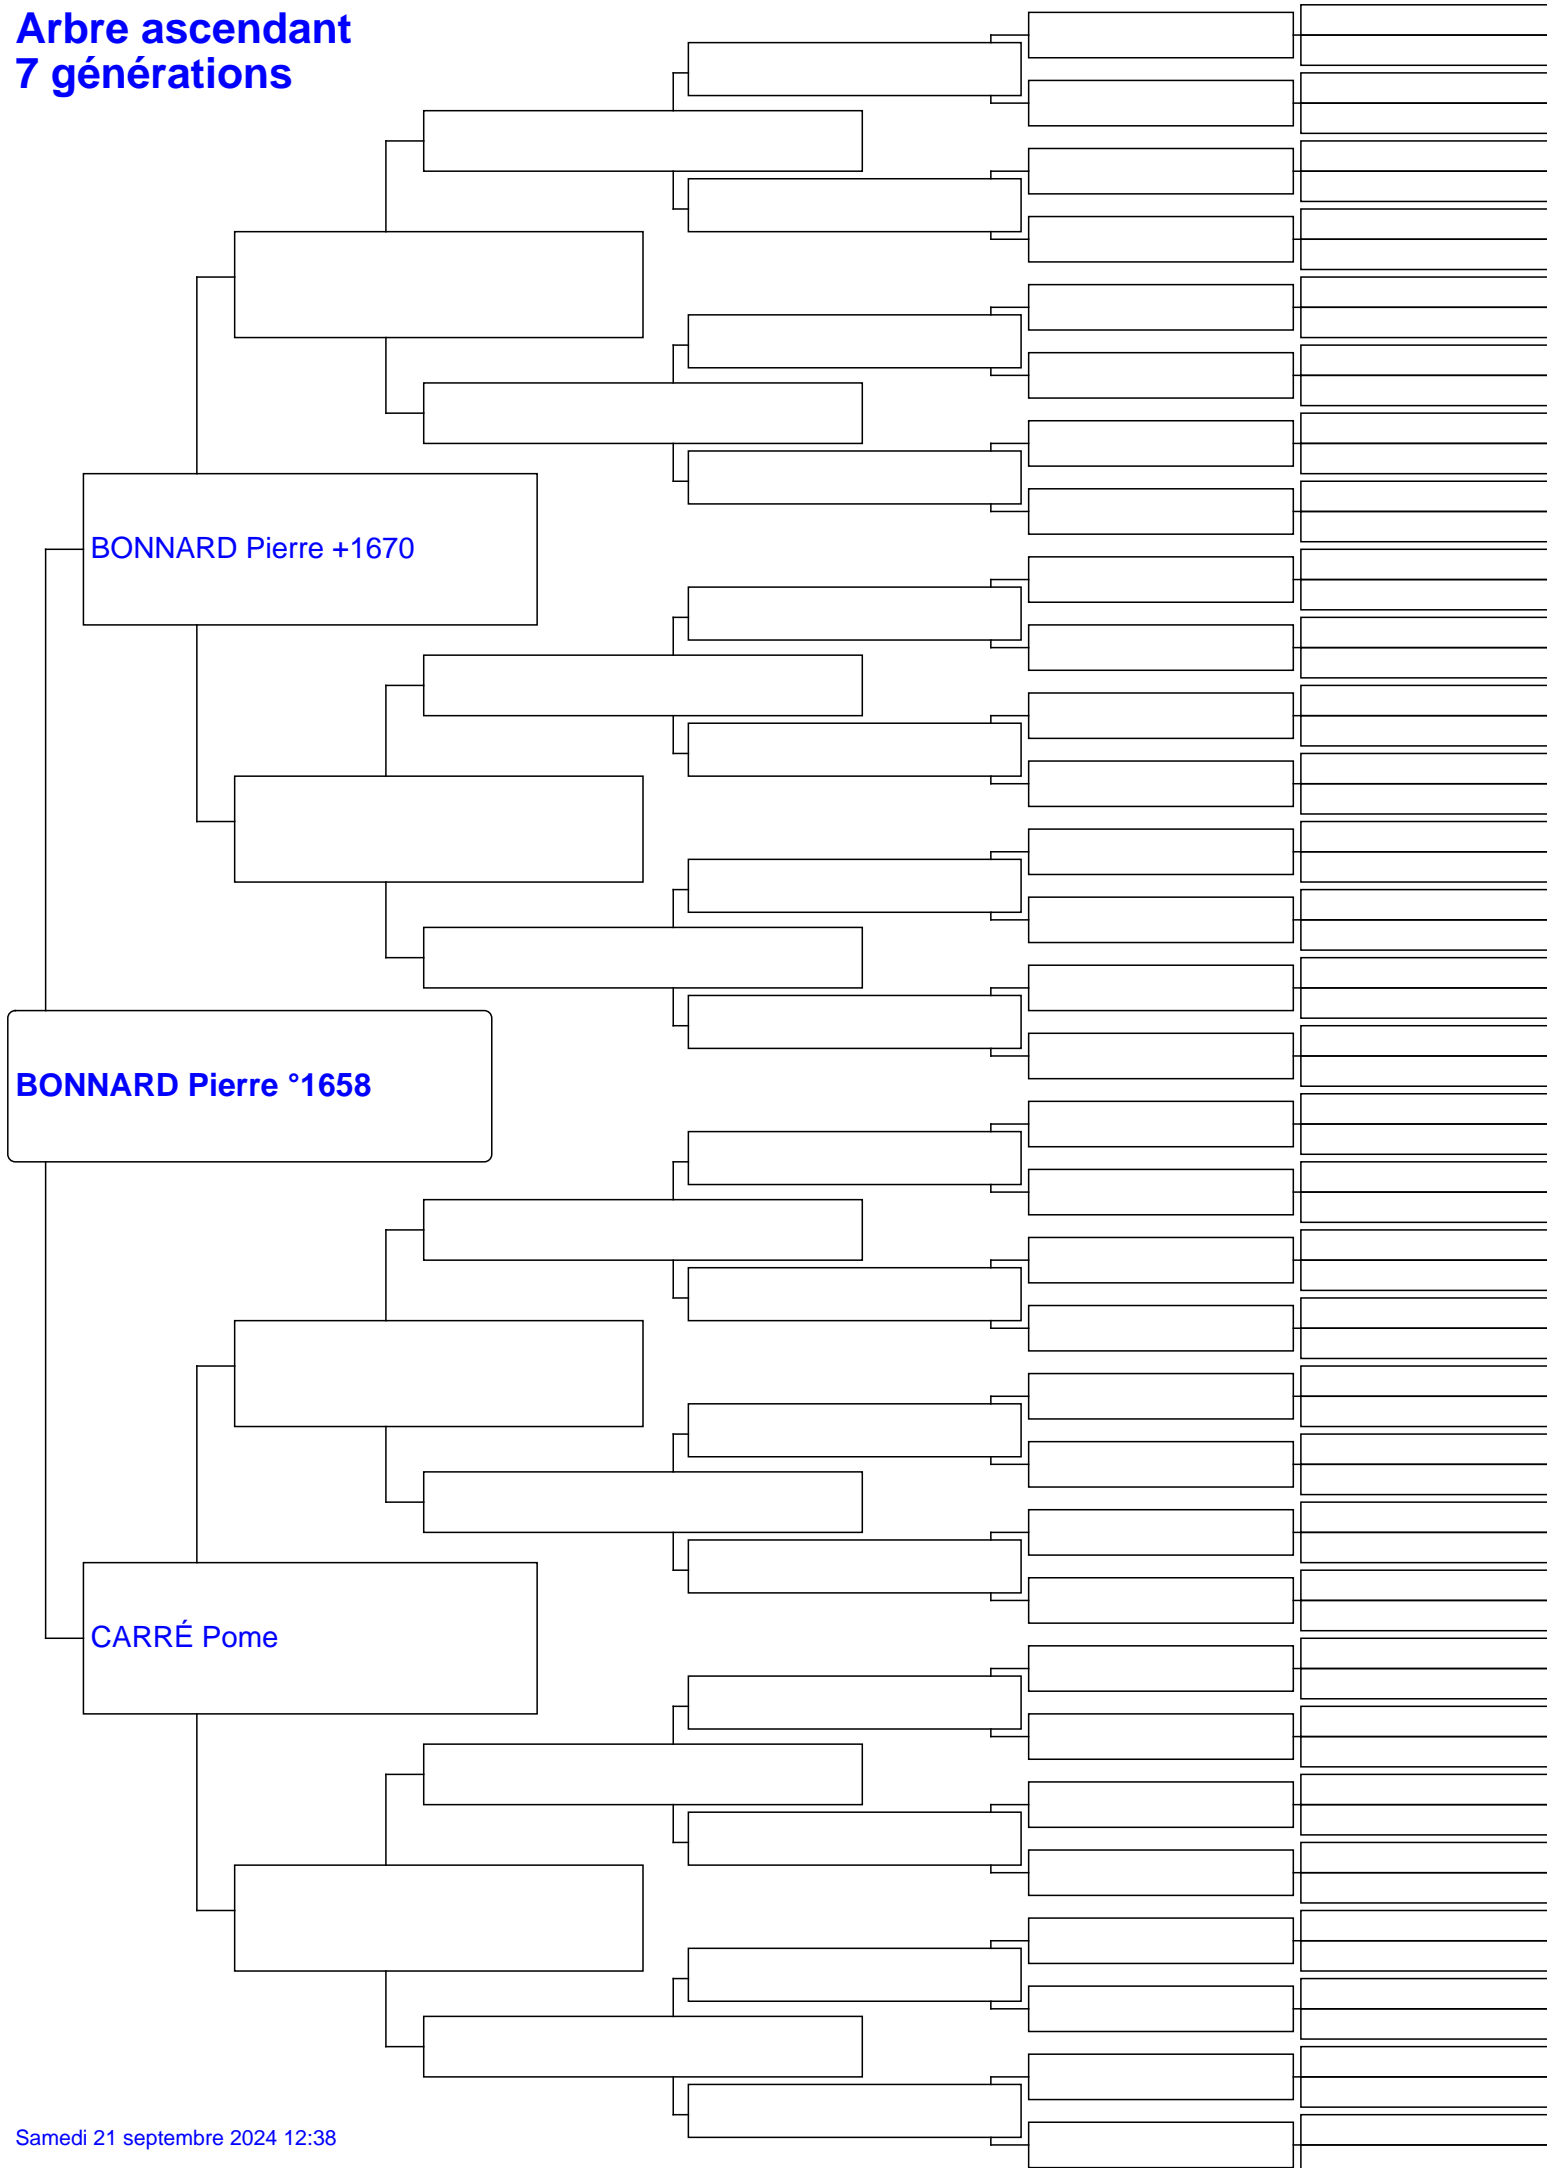 Arbre ascendant
7 générations
BONNARD Pierre +1670
BONNARD Pierre °1658
CARRÉ Pome
Samedi 21 septembre 2024 12:38